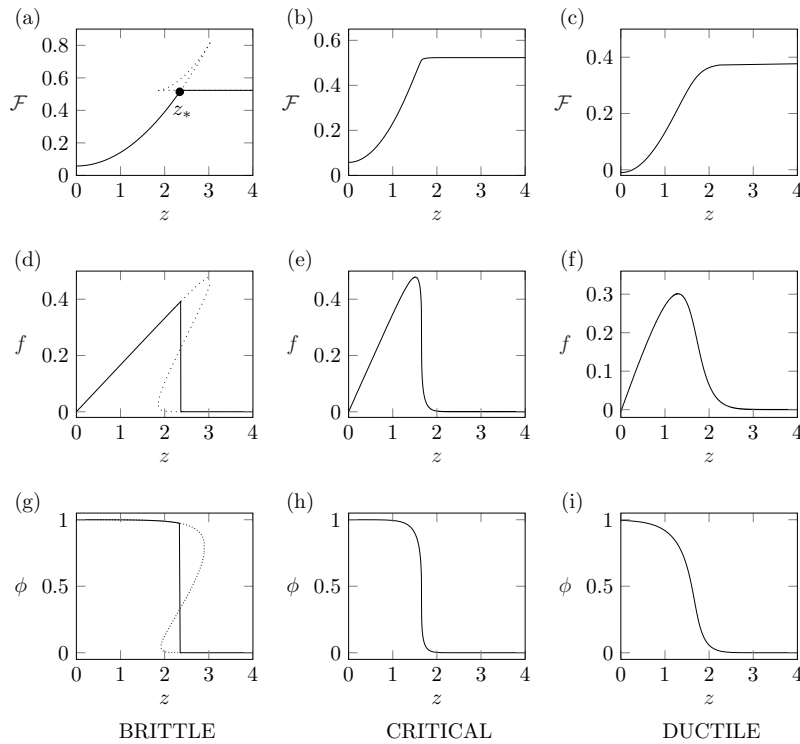 (a) (b) (c)
0.8 0.6
0.6 0.4
0.4
F F F
0.4 0.2
0.2
z*
0.2
0 0 0
0 1 2 3 4 0 1 2 3 4 0 1 2 3 4
z z z
(d) (e) (f)
0.4 0.4 0.3
f f f
0.2 0.2 0.2
0.1
0 0 0
0 1 2 3 4 0 1 2 3 4 0 1 2 3 4
z z z
(g) (h) (i)
1 1 1
ϕ 0.5 ϕ 0.5 ϕ 0.5
0 0 0
0 1 2 3 4 0 1 2 3 4 0 1 2 3 4
z z z
BRITTLE CRITICAL DUCTILE